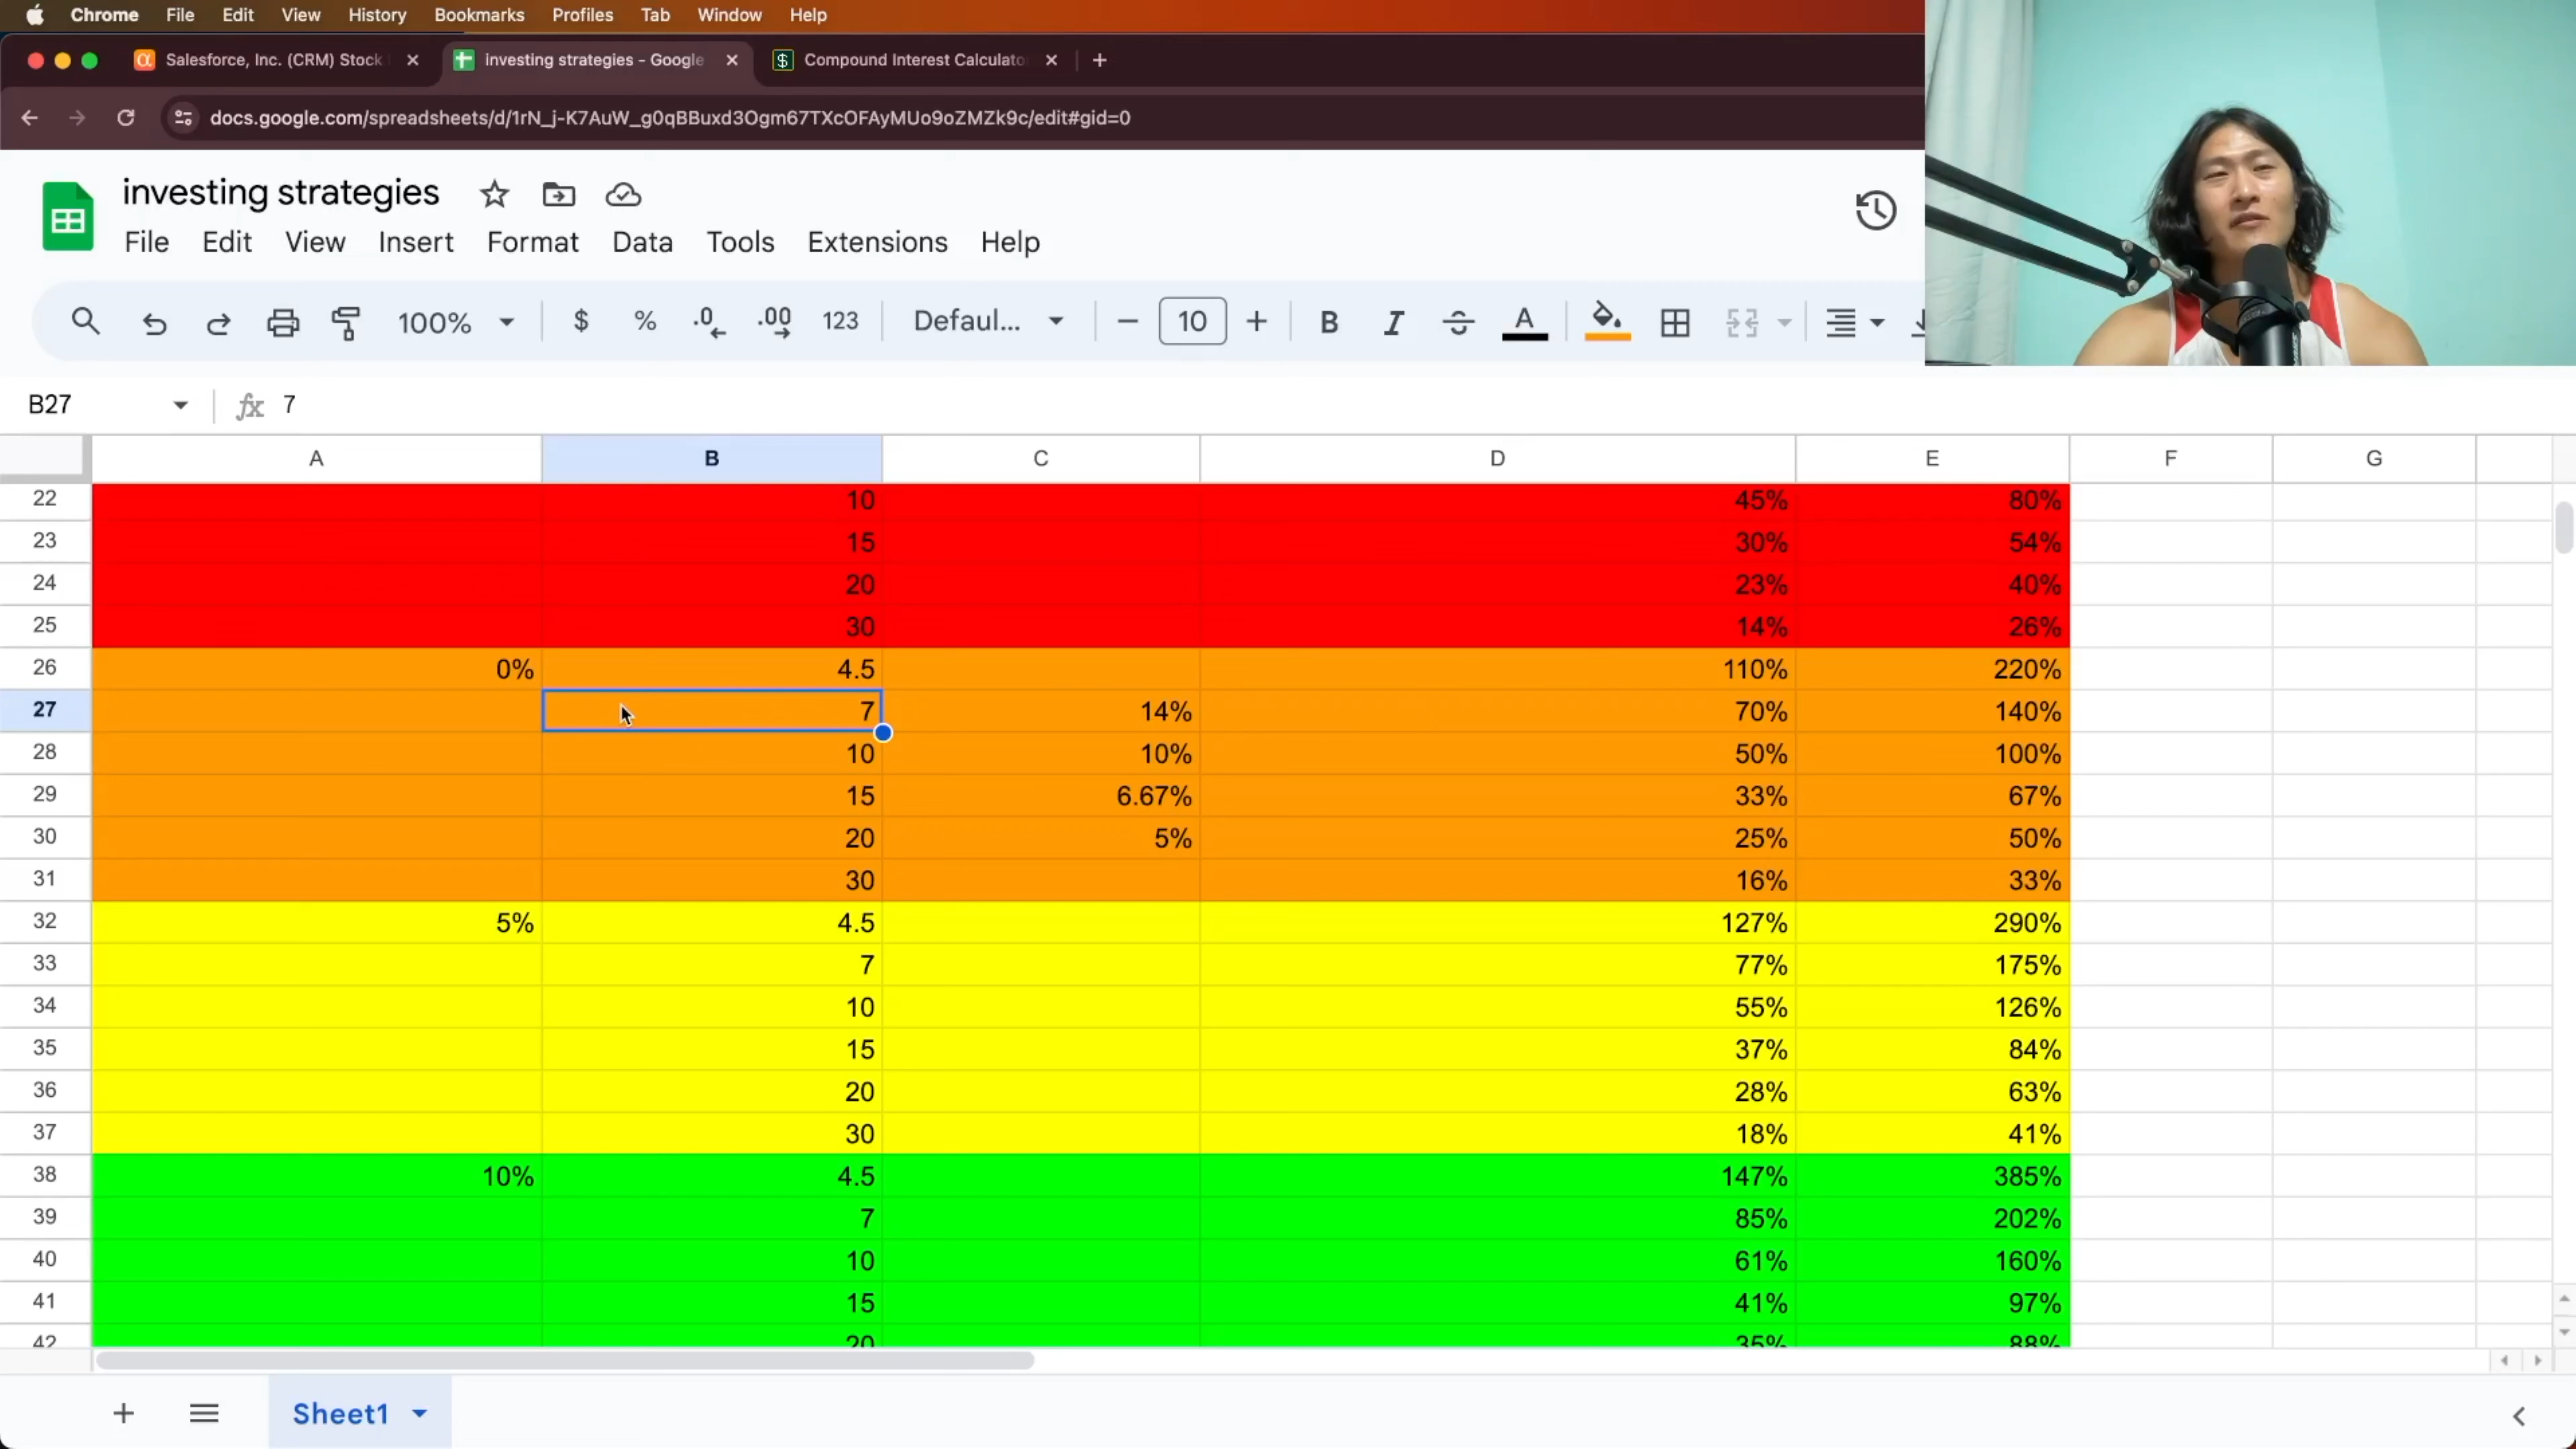 Chrome File Edit View History Bookmarks Profiles Tab Window Help
Salesforce, Inc. (CRM) Stock investing strategies - Google Compound Interest Calculato
docs.google.com/spreadsheets/d/1rN_j-K7AuW_g0qBBuxd3Ogm67TXcOFAyMUo9oZMZk9c/edit#gid=0
investing strategies
File Edit View Insert Format Data Tools Extensions Help
100% $ % .0 .00 123 Defaul... 10 B I S A
B27 fx 7
A B C D E F G
22 10 45% 80%
23 15 30% 54%
24 20 23% 40%
25 30 14% 26%
26 0% 4.5 110% 220%
27 7 14% 70% 140%
28 10 10% 50% 100%
29 15 6.67% 33% 67%
30 20 5% 25% 50%
31 30 16% 33%
32 5% 4.5 127% 290%
33 7 77% 175%
34 10 55% 126%
35 15 37% 84%
36 20 28% 63%
37 30 18% 41%
38 10% 4.5 147% 385%
39 7 85% 202%
40 10 61% 160%
41 15 41% 97%
42 20 35% 88%
Sheet1